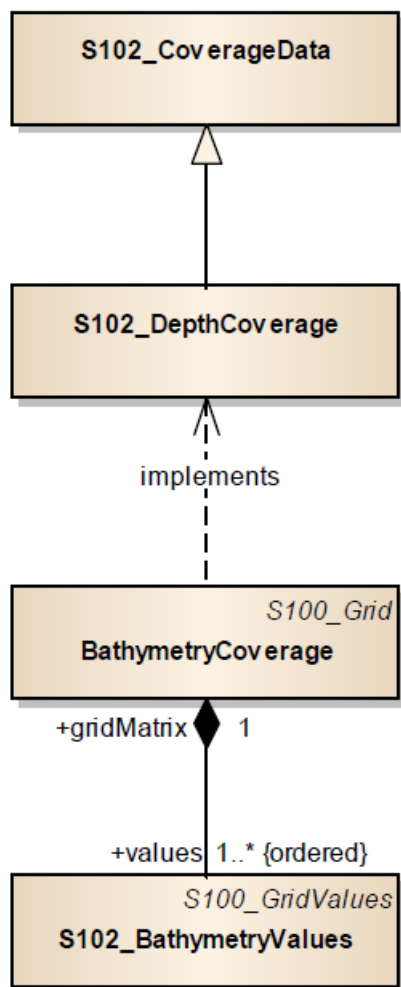 S102_CoverageData
S102_DepthCoverage
implements
S100_Grid
BathymetryCoverage
+gridMatrix 1
+values 1..* {ordered}
S100_GridValues
S102_BathymetryValues